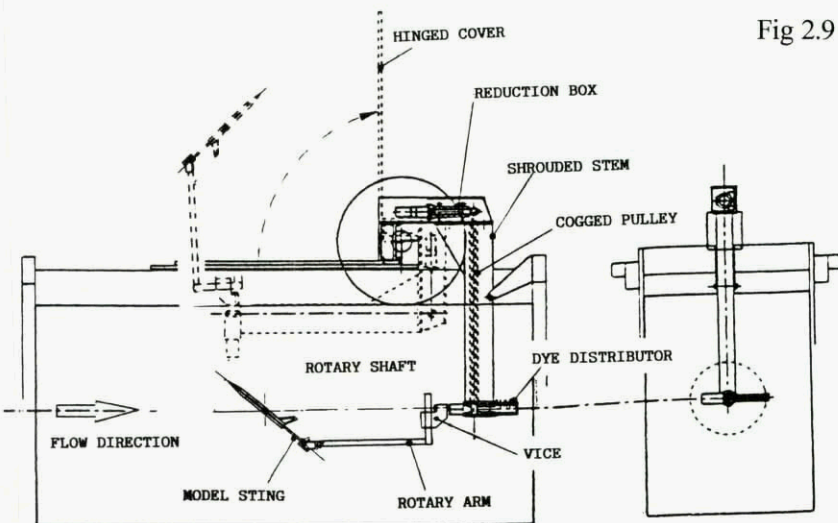 Fig 2.9
HINGED COVER
REDUCTION BOX
SHROUDED STEM
COGGED PULLEY
ROTARY SHAFT
DYE DISTRIBUTOR
FLOW DIRECTION
VICE
MODEL STING
ROTARY ARM